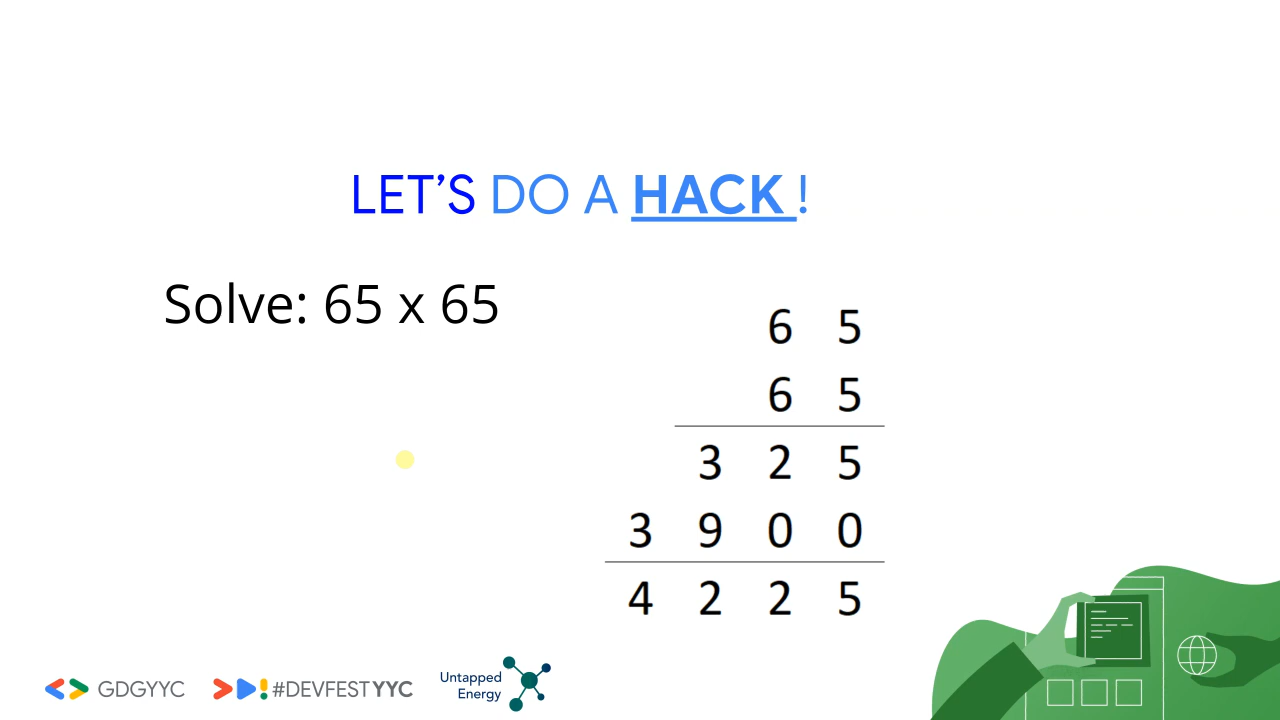 LET'S DO A HACK !
Solve: 65 x 65
6 5
6 5
3 2 5
3 9 0 0
4 2 2 5
GDGYYC
#DEVFESTYYC
Untapped
Energy